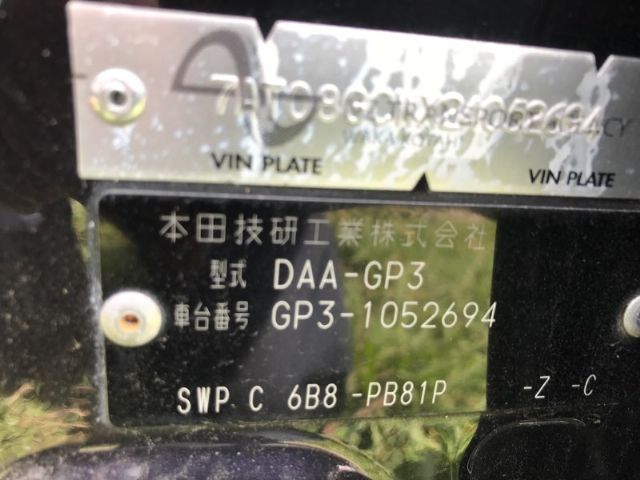 VIN PLATE
VIN PLATE
本田技研工業株式会社
型式 DAA-GP3
車台番号 GP3-1052694
SWP C 6B8-PB81P -Z -C